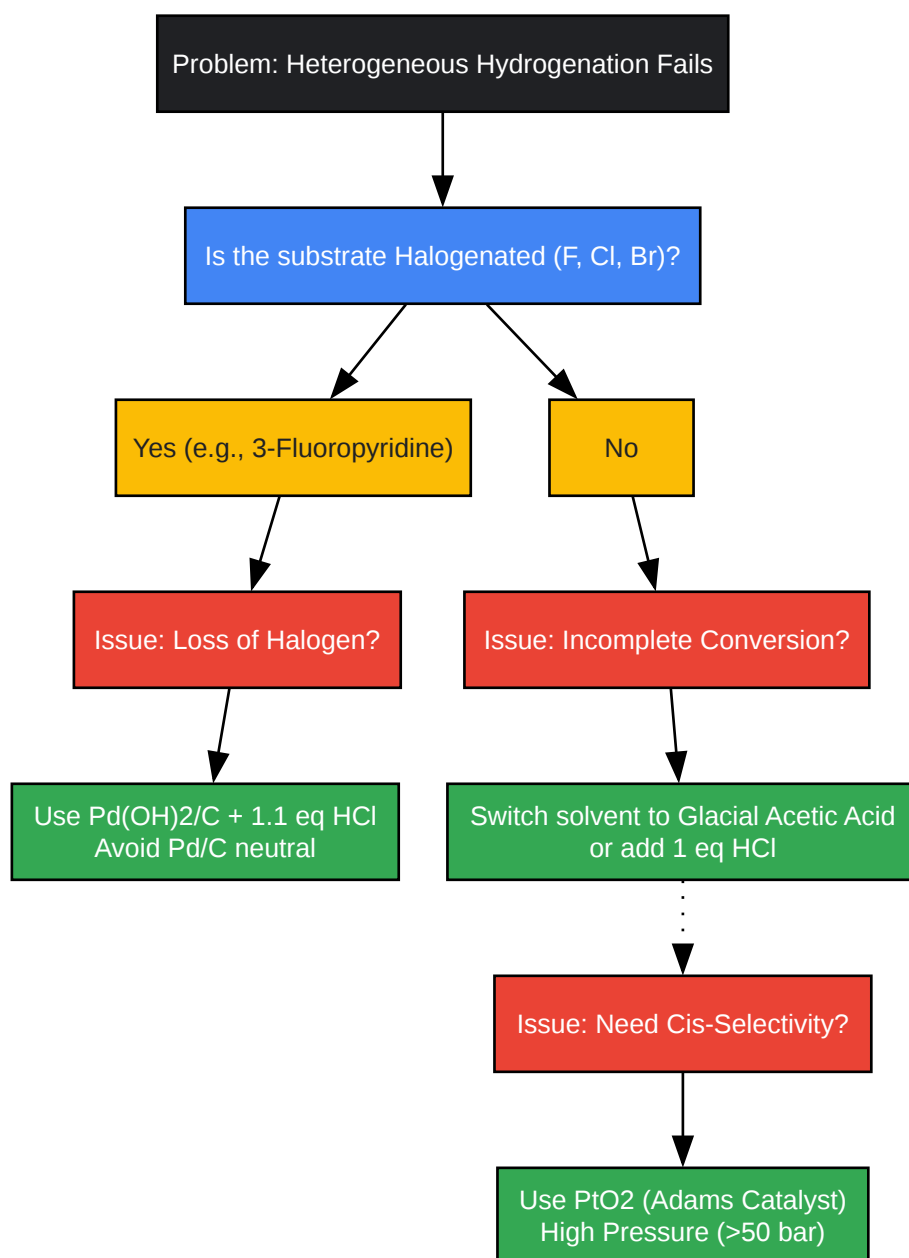 Problem: Heterogeneous Hydrogenation Fails
Is the substrate Halogenated (F, Cl, Br)?
Yes (e.g., 3-Fluoropyridine)
No
Issue: Loss of Halogen?
Issue: Incomplete Conversion?
Use Pd(OH)2/C + 1.1 eq HCl
Avoid Pd/C neutral
Switch solvent to Glacial Acetic Acid
or add 1 eq HCl
Issue: Need Cis-Selectivity?
Use PtO2 (Adams Catalyst)
High Pressure (>50 bar)